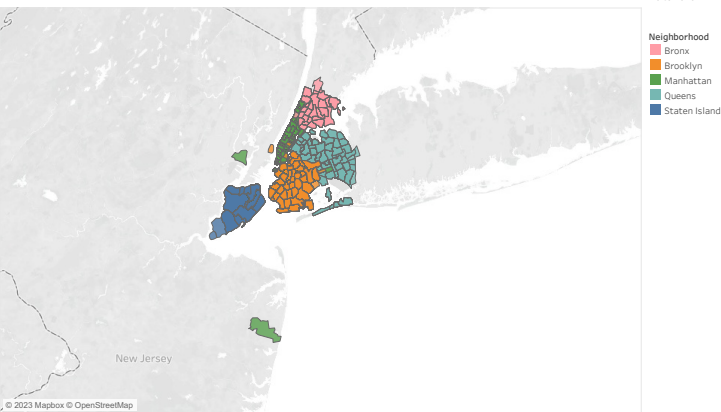 Neighborhood
Bronx
Brooklyn
Manhattan
Queens
Staten Island
New Jersey
© 2023 Mapbox © OpenStreetMap